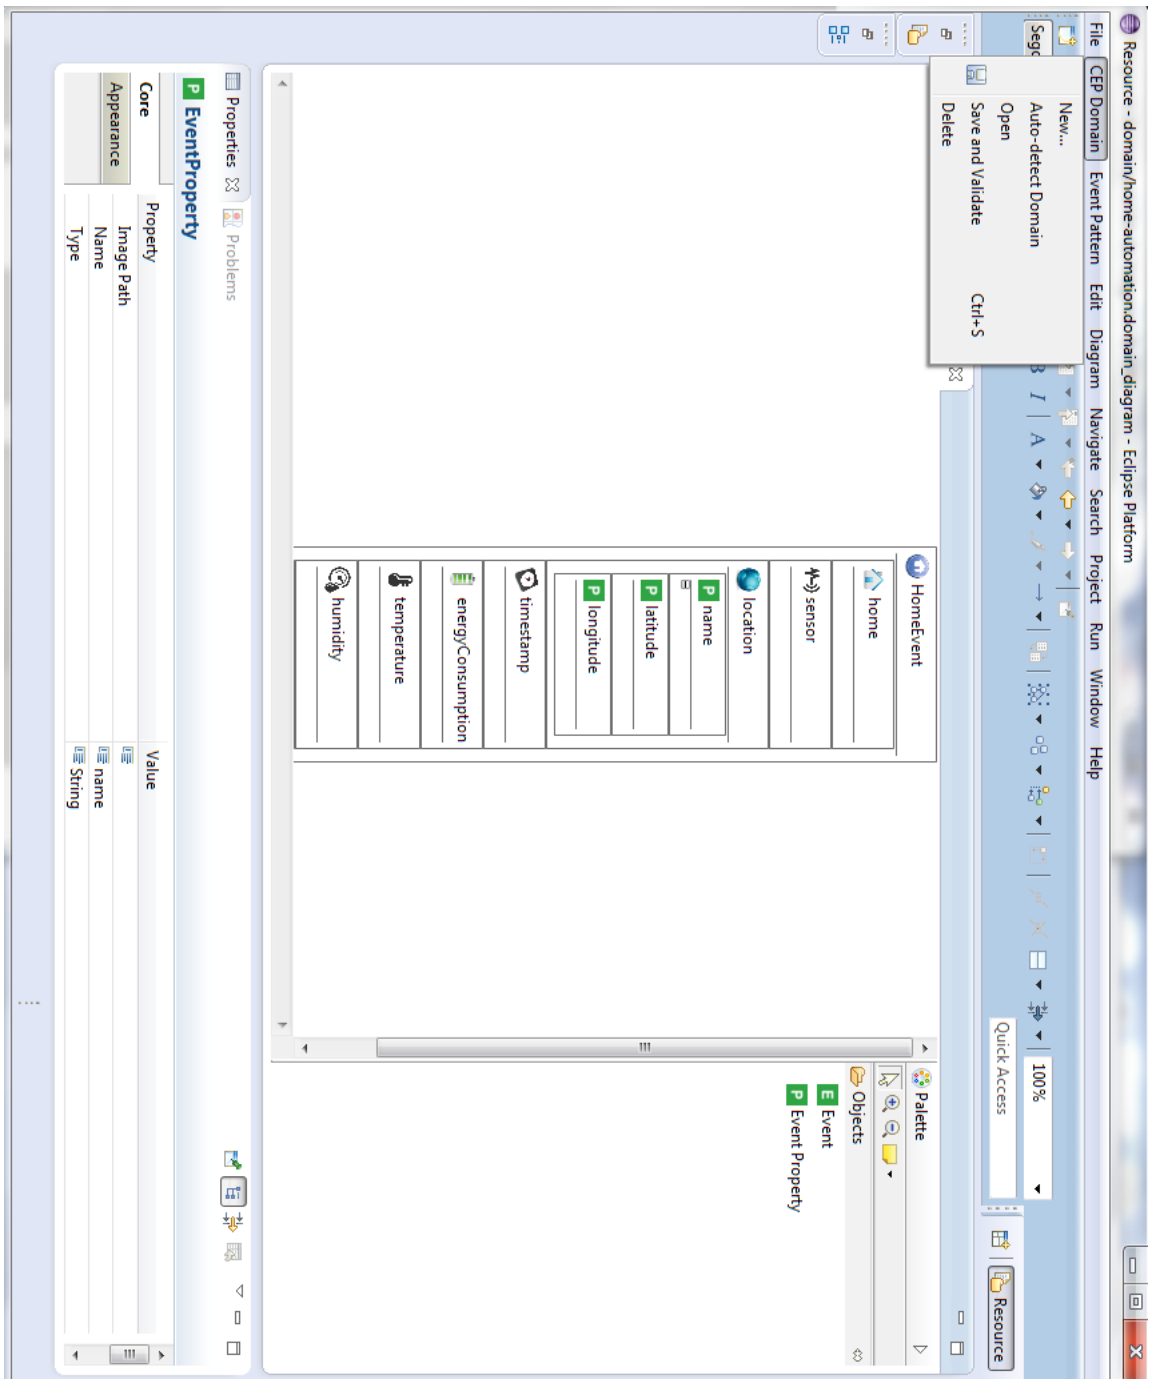 Resource - domain/home-automation.domain_diagram - Eclipse Platform
File CEP Domain Event Pattern Edit Diagram Navigate Search Project Run Window Help
New...
Auto-detect Domain
Open
Save and Validate Ctrl+S
Delete
100%
Quick Access
Resource
HomeEvent
home
sensor
location
name
latitude
longitude
timestamp
energyConsumption
temperature
humidity
Palette
Objects
E Event
P Event Property
Properties Problems
P EventProperty
Core
Appearance
Property Value
Image Path
Name name
Type String